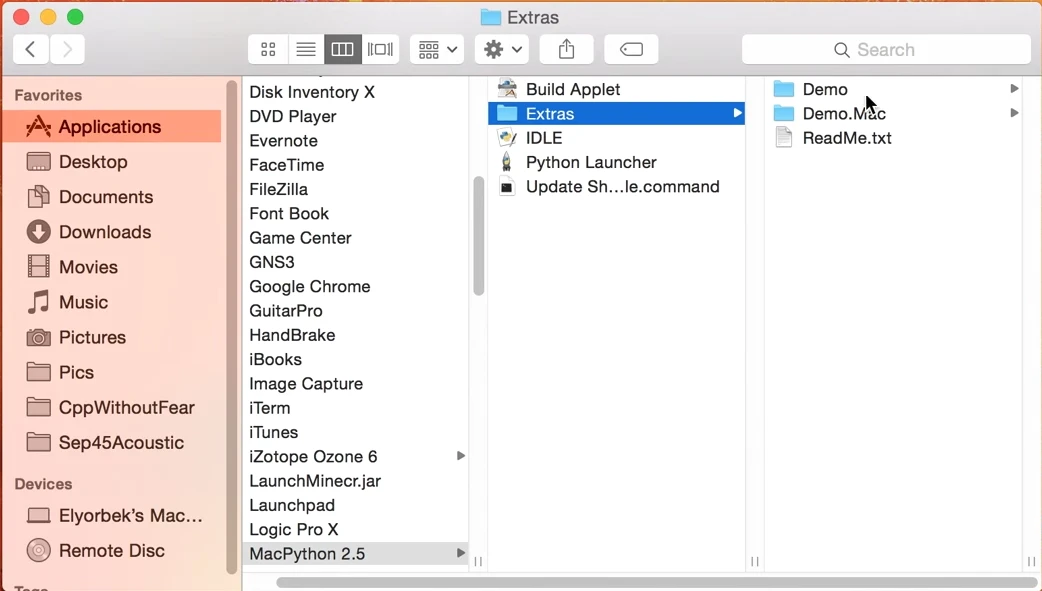 Extras
Search
Favorites
Applications
Desktop
Documents
Downloads
Movies
Music
Pictures
Pics
CppWithoutFear
Sep45Acoustic
Devices
Elyorbek's Mac...
Remote Disc
Disk Inventory X
DVD Player
Evernote
FaceTime
FileZilla
Font Book
Game Center
GNS3
Google Chrome
GuitarPro
HandBrake
iBooks
Image Capture
iTerm
iTunes
iZotope Ozone 6
LaunchMinecr.jar
Launchpad
Logic Pro X
MacPython 2.5
Build Applet
Extras
IDLE
Python Launcher
Update Sh...le.command
Demo
Demo.Mac
ReadMe.txt